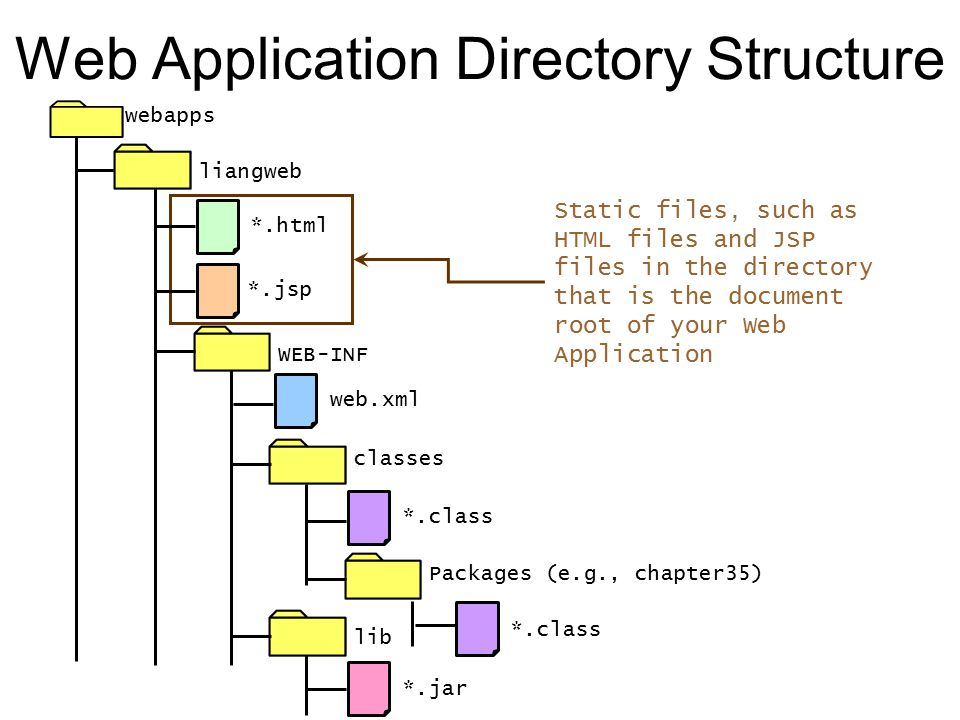 Web Application Directory Structure
webapps
liangweb
*.html
*.jsp
Static files, such as
HTML files and JSP
files in the directory
that is the document
root of your Web
Application
WEB-INF
web.xml
classes
*.class
Packages (e.g., chapter35)
*.class
lib
*.jar